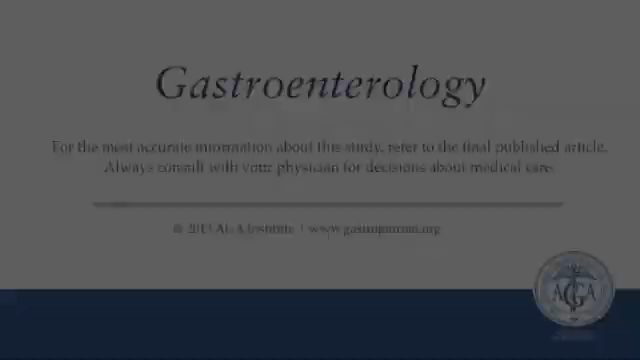 Gastroenterology
For the most accurate information about this study, refer to the final published article.
Always consult with your physician for decisions about medical care.
© AGA Institute | www.gastrojournal.org
AGA